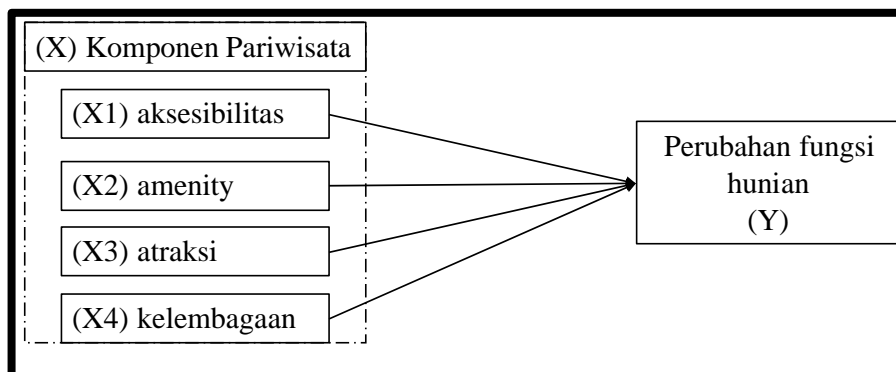 (X) Komponen Pariwisata
(X1) aksesibilitas
(X2) amenity
(X3) atraksi
(X4) kelembagaan
Perubahan fungsi
hunian
(Y)